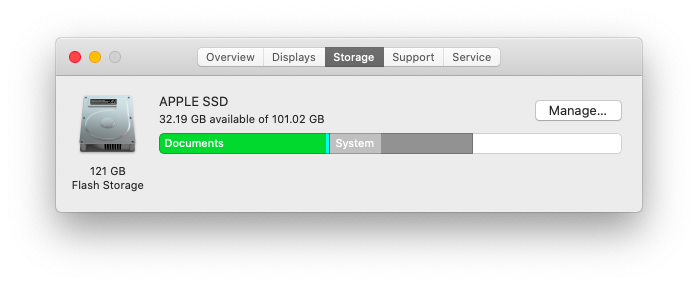 Overview Displays Storage Support Service
APPLE SSD
32.19 GB available of 101.02 GB
Manage...
Documents System
121 GB
Flash Storage